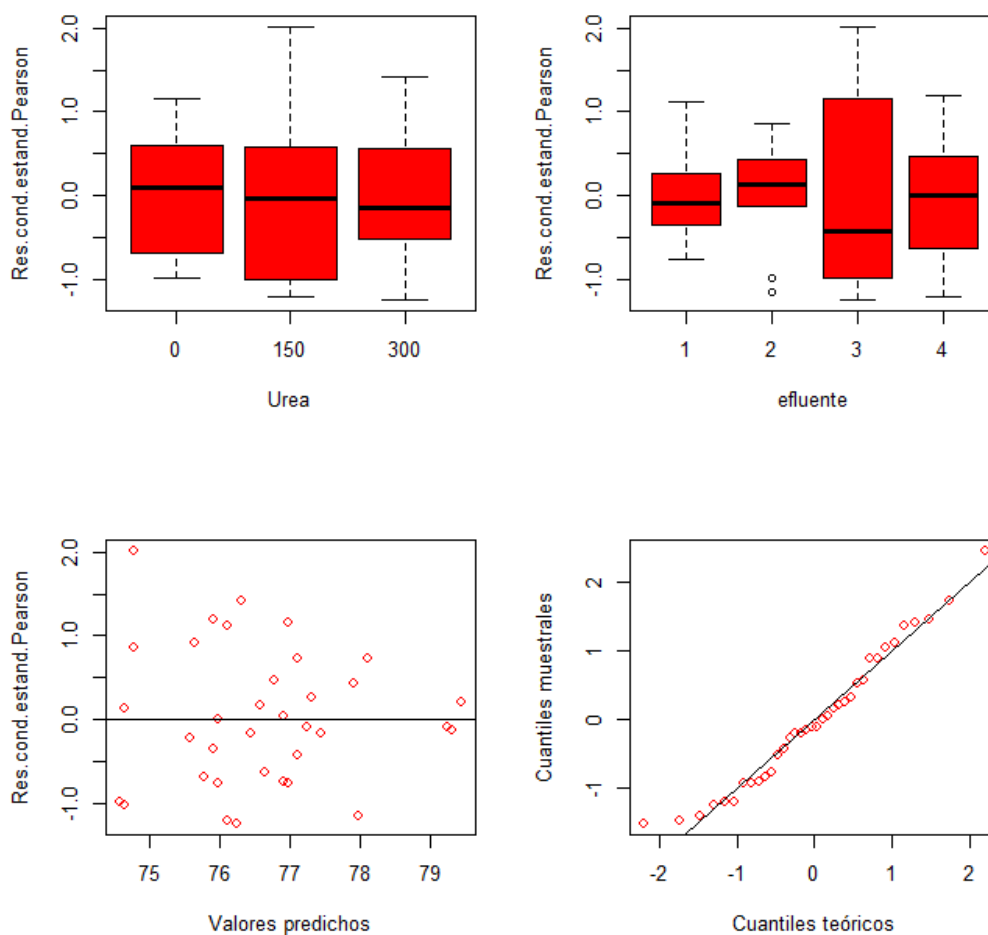 Res.cond.estand.Pearson
2.0
1.0
0.0
-1.0
0 150 300
Urea
Res.cond.estand.Pearson
2.0
1.0
0.0
-1.0
1 2 3 4
efluente
Res.cond.estand.Pearson
2.0
1.0
0.0
-1.0
75 76 77 78 79
Valores predichos
Cuantiles muestrales
2
1
0
-1
-2 -1 0 1 2
Cuantiles teóricos